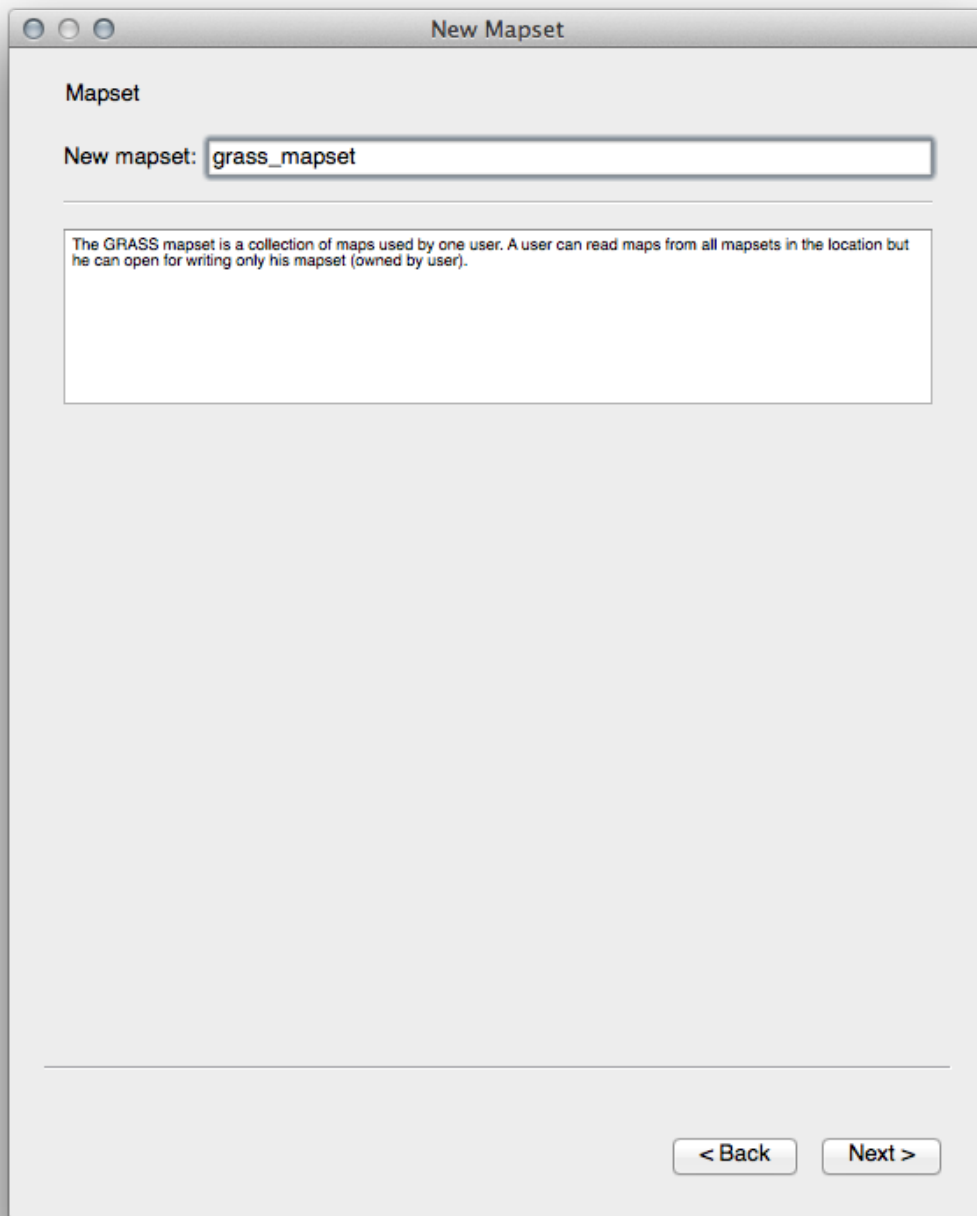 New Mapset
Mapset
New mapset: grass_mapset
The GRASS mapset is a collection of maps used by one user. A user can read maps from all mapsets in the location but
he can open for writing only his mapset (owned by user).
< Back Next >